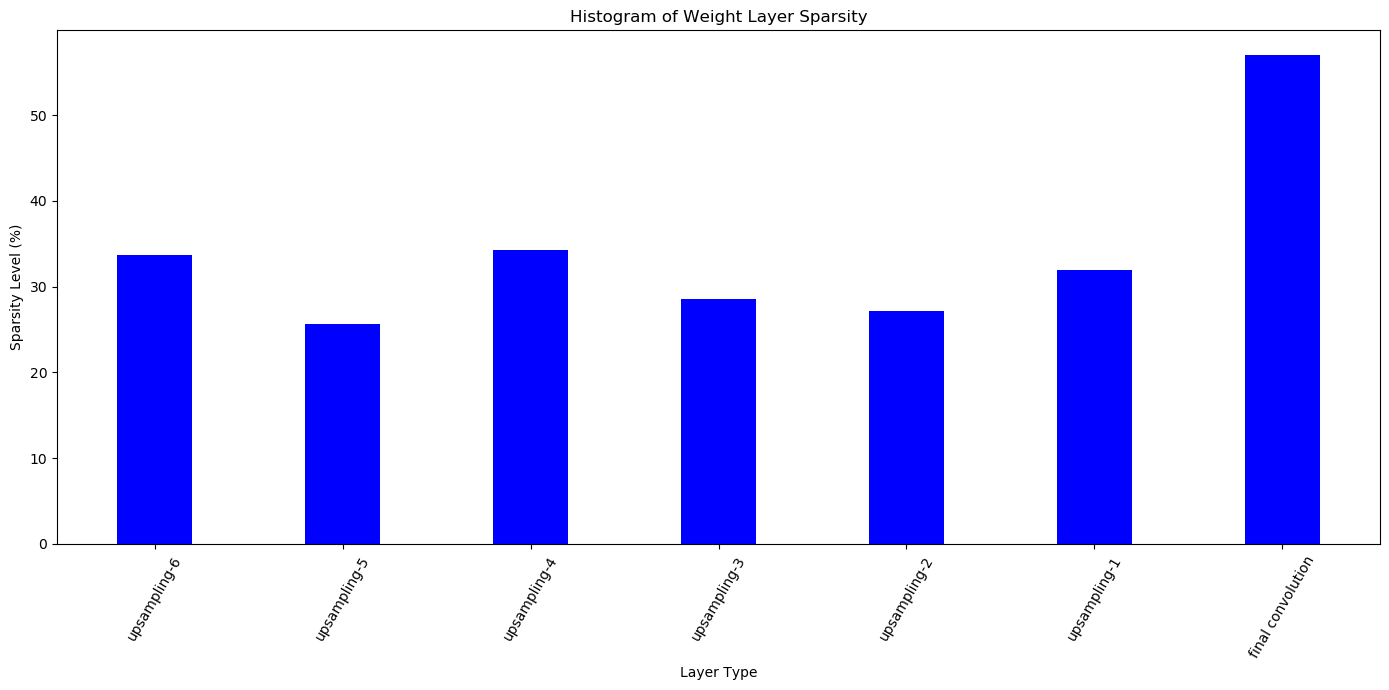 Histogram of Weight Layer Sparsity
Sparsity Level (%)
50
40
30
20
10
0
upsampling-6
upsampling-5
upsampling-4
upsampling-3
upsampling-2
upsampling-1
final convolution
Layer Type